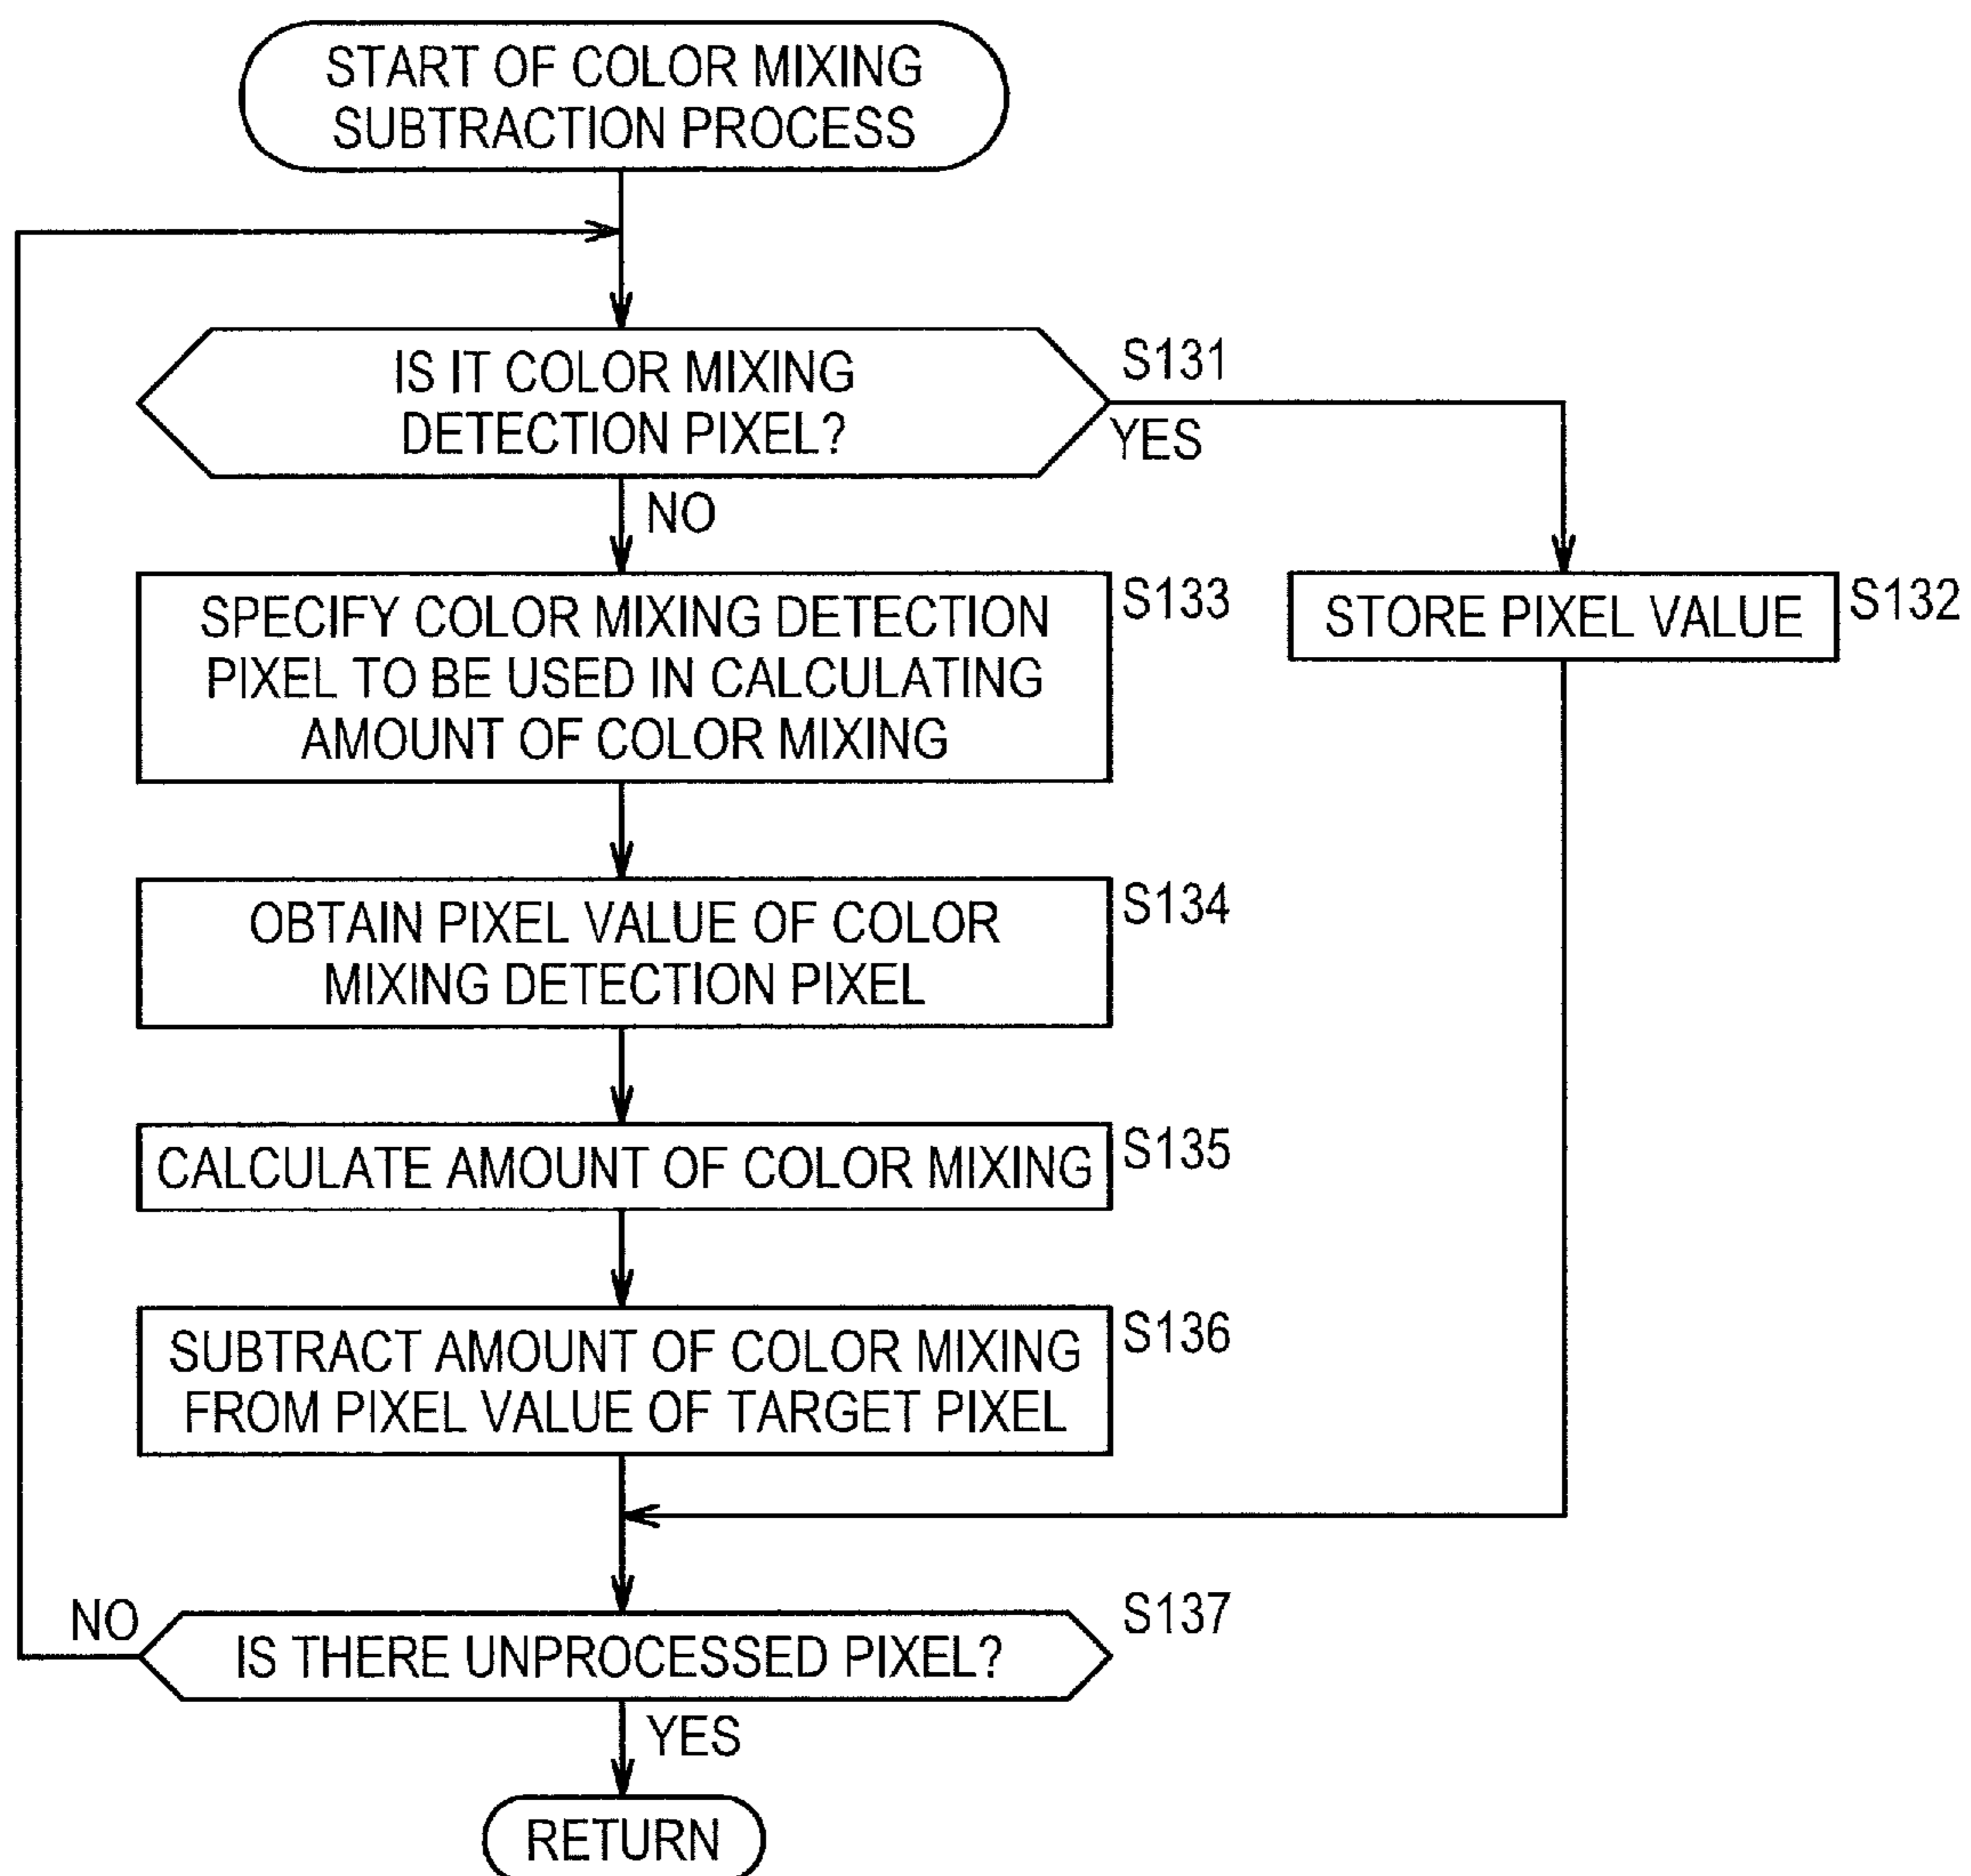 START OF COLOR MIXING
SUBTRACTION PROCESS
IS IT COLOR MIXING
DETECTION PIXEL?
S131
YES
NO
SPECIFY COLOR MIXING DETECTION
PIXEL TO BE USED IN CALCULATING
AMOUNT OF COLOR MIXING
S133
STORE PIXEL VALUE
S132
OBTAIN PIXEL VALUE OF COLOR
MIXING DETECTION PIXEL
S134
CALCULATE AMOUNT OF COLOR MIXING
S135
SUBTRACT AMOUNT OF COLOR MIXING
FROM PIXEL VALUE OF TARGET PIXEL
S136
NO
IS THERE UNPROCESSED PIXEL?
S137
YES
RETURN